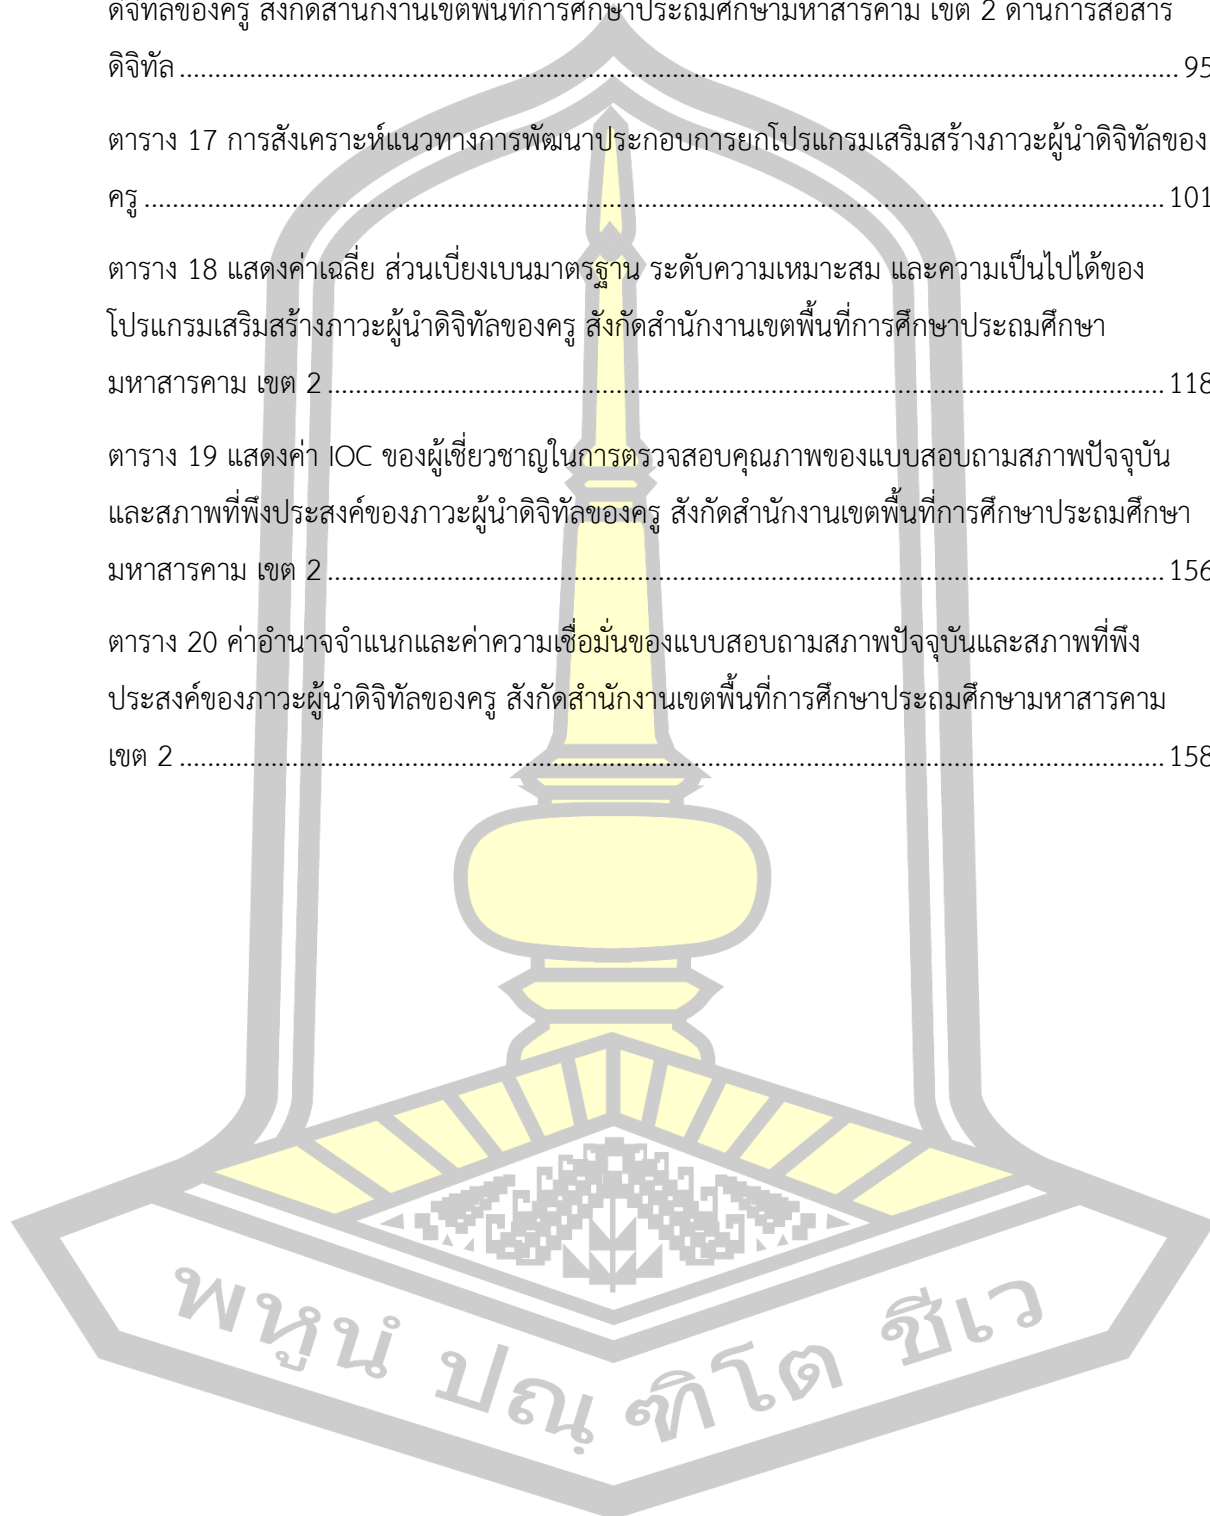 ดิจิทัลของครู สังกัดสำนักงานเขตพื้นที่การศึกษาประถมศึกษามหาสารคาม เขต 2 ด้านการสื่อสาร
ดิจิทัล ........................................................................................................................................ 95
ตาราง 17 การสังเคราะห์แนวทางการพัฒนาประกอบการยกโปรแกรมเสริมสร้างภาวะผู้นำดิจิทัลของ
ครู ........................................................................................................................................ 101
ตาราง 18 แสดงค่าเฉลี่ย ส่วนเบี่ยงเบนมาตรฐาน ระดับความเหมาะสม และความเป็นไปได้ของ
โปรแกรมเสริมสร้างภาวะผู้นำดิจิทัลของครู สังกัดสำนักงานเขตพื้นที่การศึกษาประถมศึกษา
มหาสารคาม เขต 2 ................................................................................................................ 118
ตาราง 19 แสดงค่า IOC ของผู้เชี่ยวชาญในการตรวจสอบคุณภาพของแบบสอบถามสภาพปัจจุบัน
และสภาพที่พึงประสงค์ของภาวะผู้นำดิจิทัลของครู สังกัดสำนักงานเขตพื้นที่การศึกษาประถมศึกษา
มหาสารคาม เขต 2 ................................................................................................................ 156
ตาราง 20 ค่าอำนาจจำแนกและค่าความเชื่อมั่นของแบบสอบถามสภาพปัจจุบันและสภาพที่พึง
ประสงค์ของภาวะผู้นำดิจิทัลของครู สังกัดสำนักงานเขตพื้นที่การศึกษาประถมศึกษามหาสารคาม
เขต 2 ........................................................................................................................................ 158
พหูนํ ปณฺฑิโต ชีเว